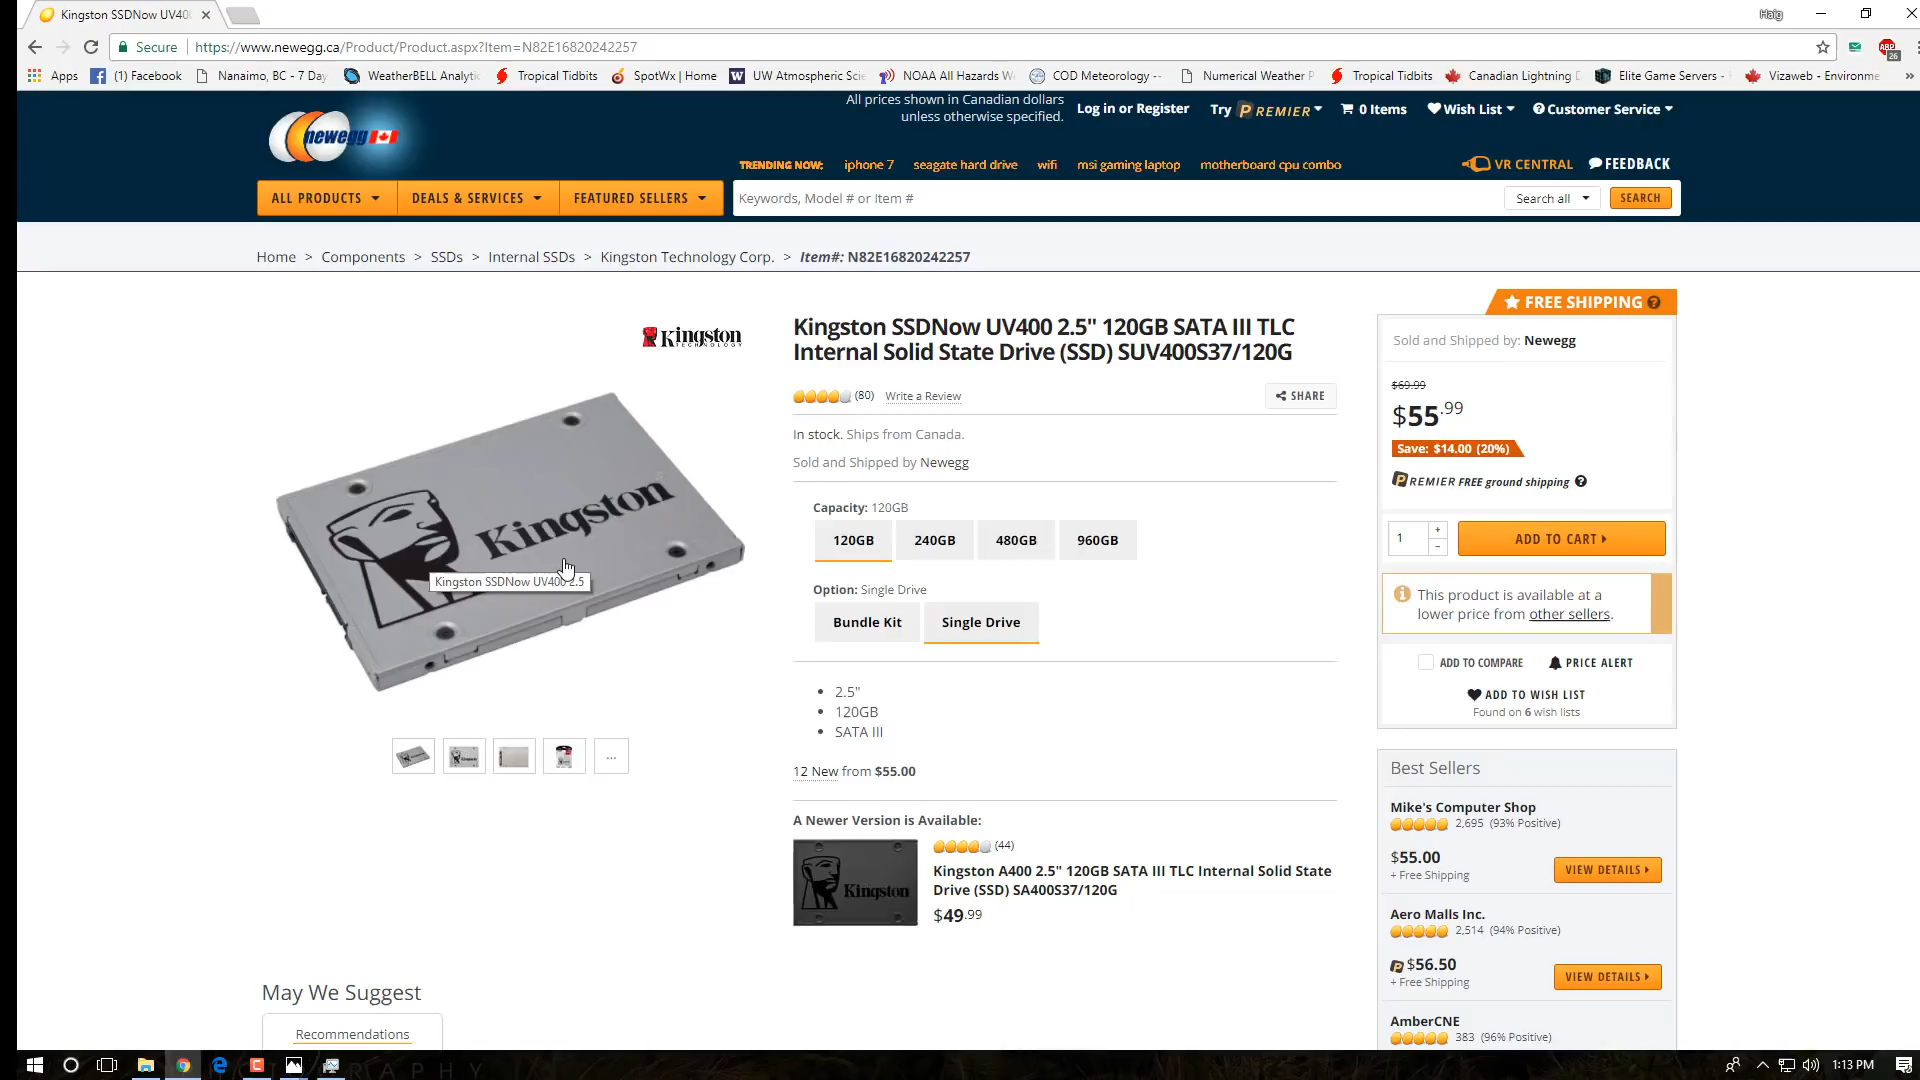 Kingston SSDNow UV40
Haig
Secure
https://www.newegg.ca/Product/Product.aspx?Item=N82E16820242257
ABP
26
Apps
(1) Facebook
Nanaimo, BC - 7 Day
WeatherBELL Analytic
Tropical Tidbits
SpotWx | Home
UW Atmospheric Scie
NOAA All Hazards W
COD Meteorology --
Numerical Weather P
Tropical Tidbits
Canadian Lightning D
Elite Game Servers -
Vizaweb - Environme
newegg
All prices shown in Canadian dollars
unless otherwise specified.
Log in or Register
Try PREMIER
0 Items
Wish List
Customer Service
TRENDING NOW:
iphone 7
seagate hard drive
wifi
msi gaming laptop
motherboard cpu combo
VR CENTRAL
FEEDBACK
ALL PRODUCTS
DEALS & SERVICES
FEATURED SELLERS
Keywords, Model # or Item #
Search all
SEARCH
Home > Components > SSDs > Internal SSDs > Kingston Technology Corp. > Item#: N82E16820242257
Kingston
TECHNOLOGY
Kingston
Kingston SSDNow UV400 2.5
...
Kingston SSDNow UV400 2.5" 120GB SATA III TLC
Internal Solid State Drive (SSD) SUV400S37/120G
(80)
Write a Review
SHARE
In stock. Ships from Canada.
Sold and Shipped by Newegg
Capacity: 120GB
120GB
240GB
480GB
960GB
Option: Single Drive
Bundle Kit
Single Drive
• 2.5"
• 120GB
• SATA III
12 New from $55.00
A Newer Version is Available:
Kingston
(44)
Kingston A400 2.5" 120GB SATA III TLC Internal Solid State
Drive (SSD) SA400S37/120G
$49.99
FREE SHIPPING
Sold and Shipped by: Newegg
$69.99
$55.99
Save: $14.00 (20%)
PREMIER FREE ground shipping
1
+
-
ADD TO CART
This product is available at a
lower price from other sellers.
ADD TO COMPARE
PRICE ALERT
ADD TO WISH LIST
Found on 6 wish lists
Best Sellers
Mike's Computer Shop
2,695 (93% Positive)
$55.00
+ Free Shipping
VIEW DETAILS
Aero Malls Inc.
2,514 (94% Positive)
$56.50
+ Free Shipping
VIEW DETAILS
AmberCNE
383 (96% Positive)
May We Suggest
Recommendations
1:13 PM